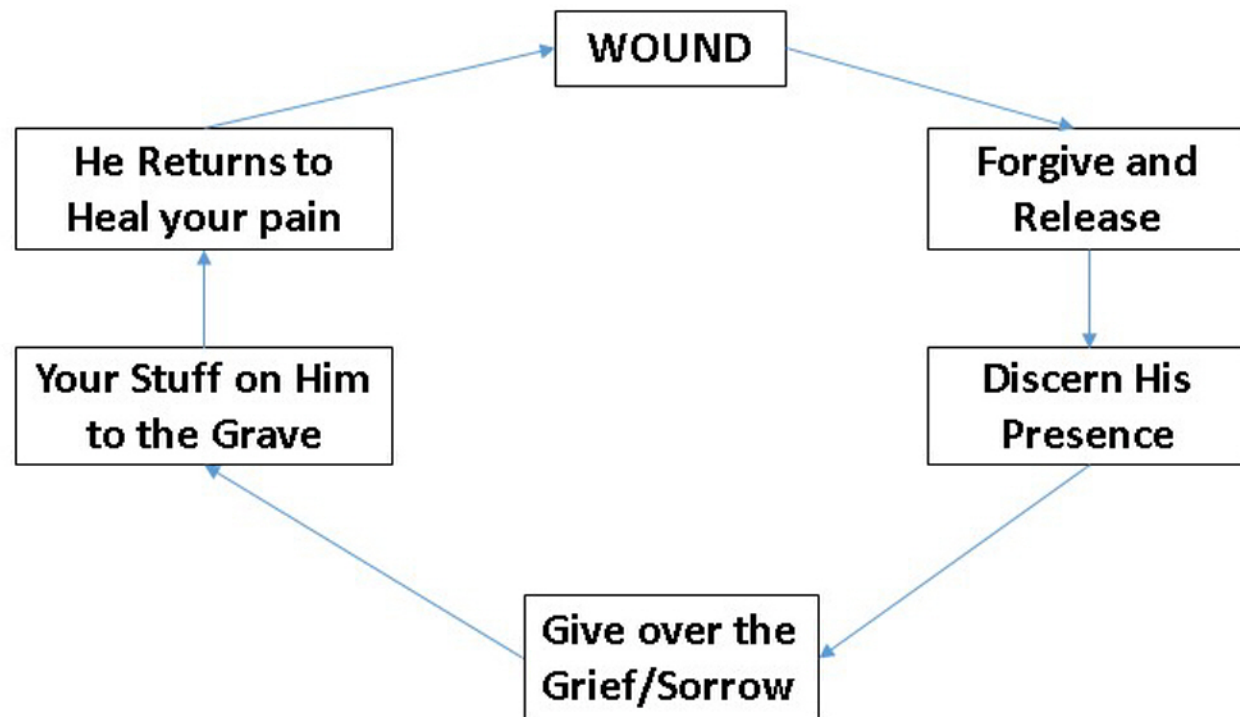 WOUND
Forgive and
Release
Discern His
Presence
Give over the
Grief/Sorrow
Your Stuff on Him
to the Grave
He Returns to
Heal your pain